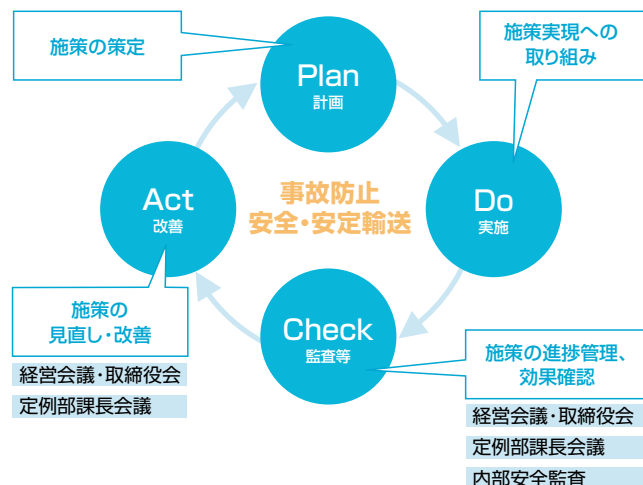 施策の策定
Plan
計画
施策実現への
取り組み
Act
改善
事故防止
安全・安定輸送
Do
実施
施策の
見直し・改善
経営会議・取締役会
定例部課長会議
Check
監査等
施策の進捗管理、
効果確認
経営会議・取締役会
定例部課長会議
内部安全監査